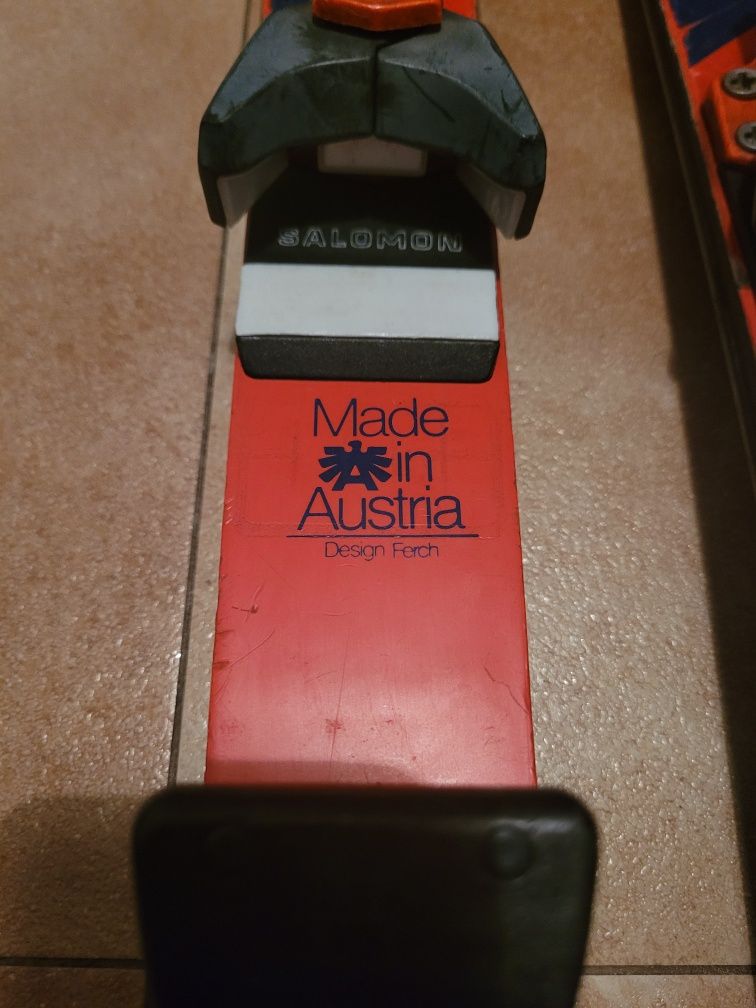 SALOMON
Made
A in
Austria
Design Ferch